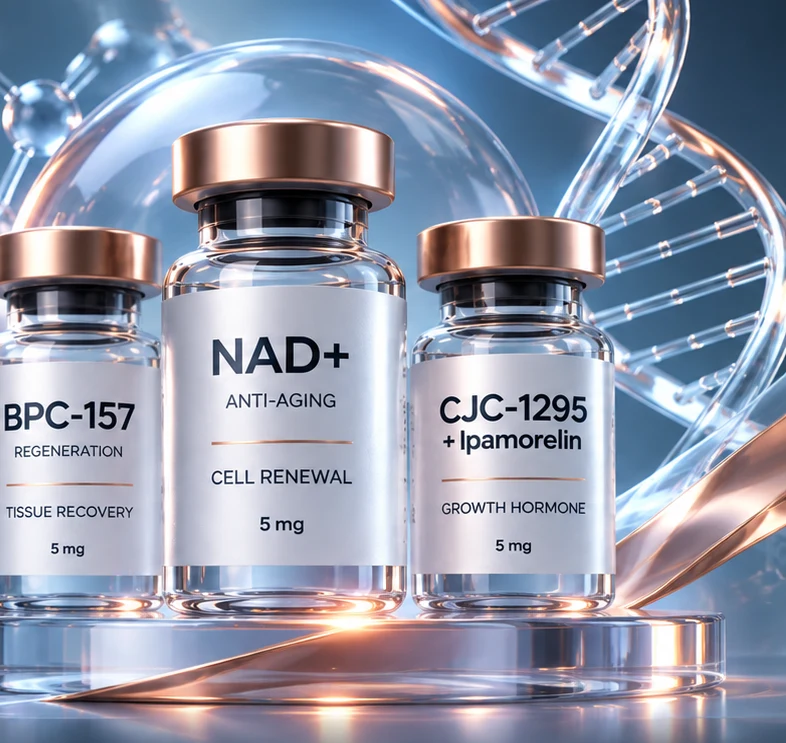 BPC-157
REGENERATION
TISSUE RECOVERY
5 mg
NAD+
ANTI-AGING
CELL RENEWAL
5 mg
CJC-1295
+ Ipamorelin
GROWTH HORMONE
5 mg